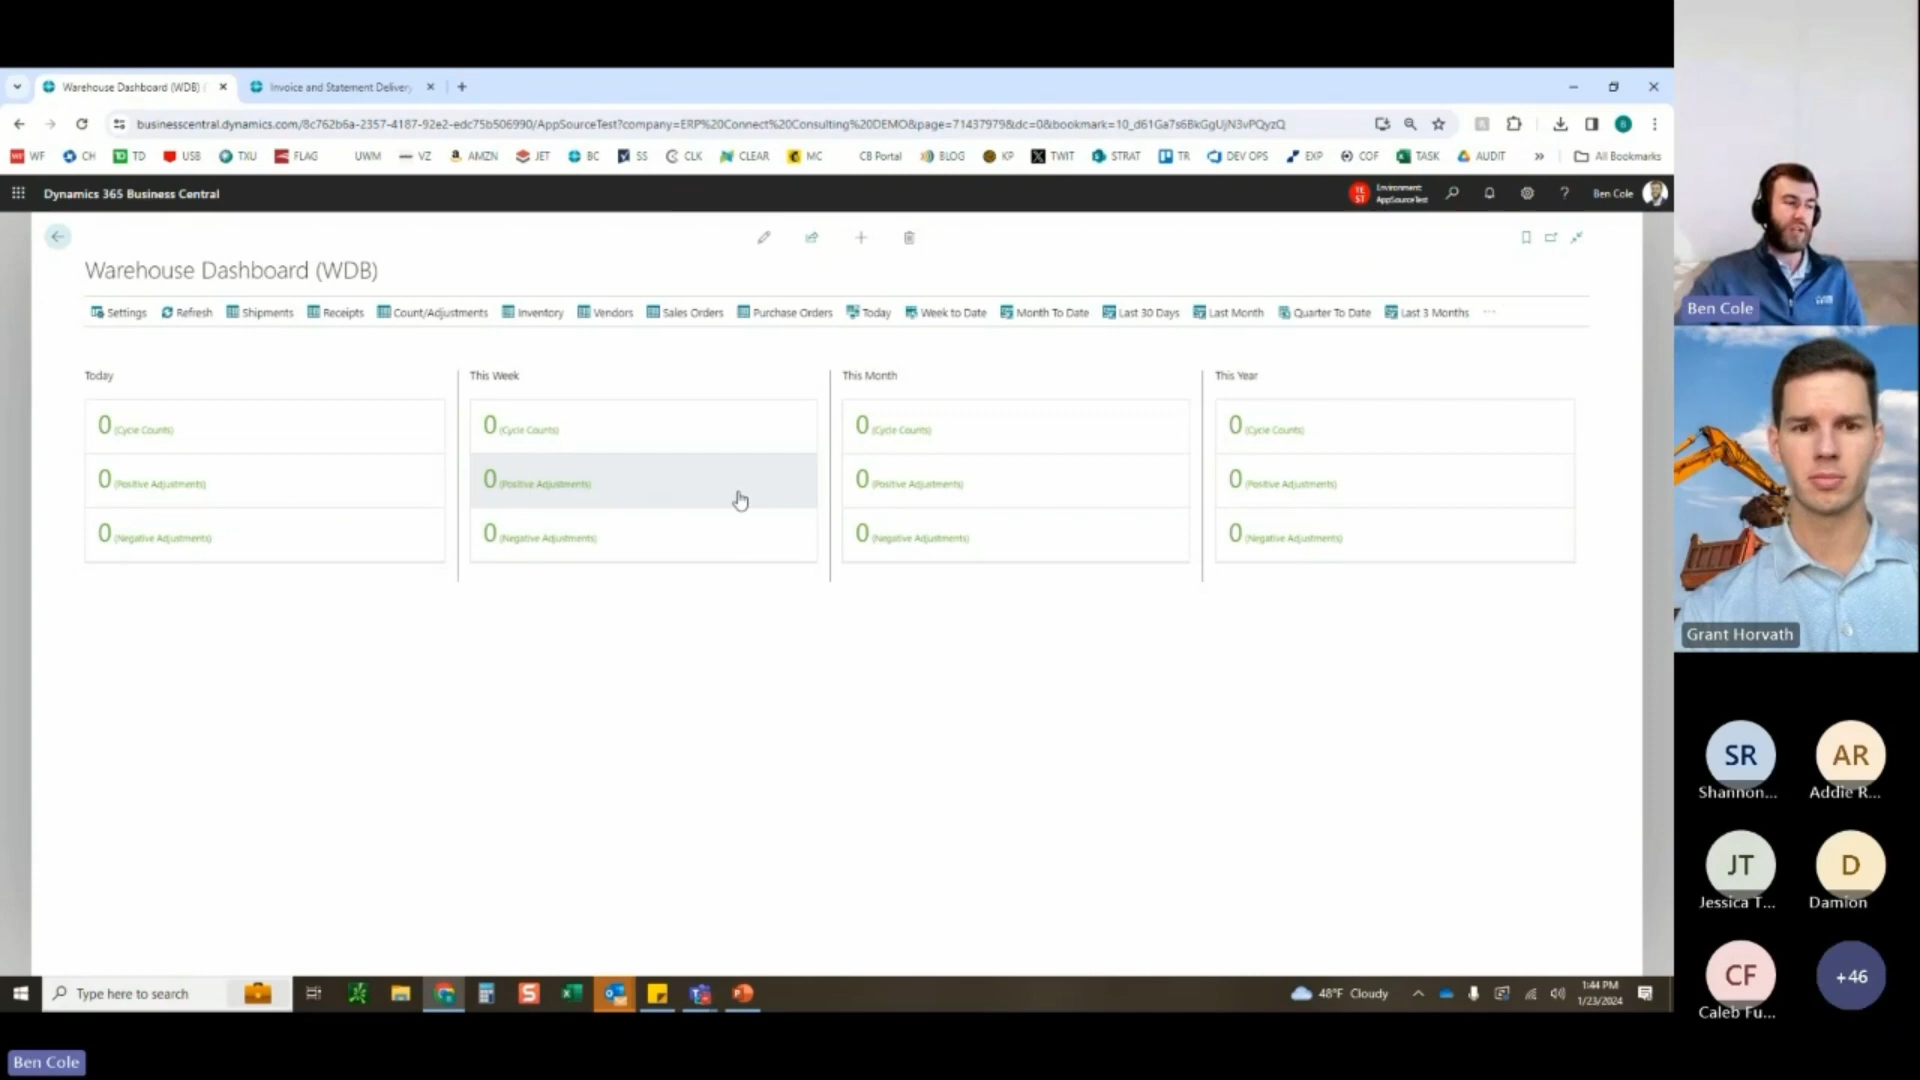 Warehouse Dashboard (WDB) (
Invoice and Statement Delivery
businesscentral.dynamics.com/8c762b6a-2357-4187-92e2-edc75b506990/AppSourceTest?company=ERP%20Connect%20Consulting%20DEMO&page=71437979&dc=0&bookmark=10_d61Ga7s6BkGgUjN3vPQyzQ
WF CH TD USB TXU FLAG UWM VZ AMZN JET BC SS CLK CLEAR MC CB Portal BLOG KP TWIT STRAT TR DEV OPS EXP COF TASK AUDIT » All Bookmarks
Dynamics 365 Business Central
TE ST
Environment:
AppSourceTest
Ben Cole
Warehouse Dashboard (WDB)
Settings Refresh Shipments Receipts Count/Adjustments Inventory Vendors Sales Orders Purchase Orders Today Week to Date Month To Date Last 30 Days Last Month Quarter To Date Last 3 Months ...
Today This Week This Month This Year
0 (Cycle Counts) 0 (Cycle Counts) 0 (Cycle Counts) 0 (Cycle Counts)
0 (Positive Adjustments) 0 (Positive Adjustments) 0 (Positive Adjustments) 0 (Positive Adjustments)
0 (Negative Adjustments) 0 (Negative Adjustments) 0 (Negative Adjustments) 0 (Negative Adjustments)
Type here to search
48°F Cloudy
1:44 PM
1/23/2024
Ben Cole
Ben Cole
Grant Horvath
SR AR
Shannon... Addie R...
JT D
Jessica T... Damion
CF +46
Caleb Fu...